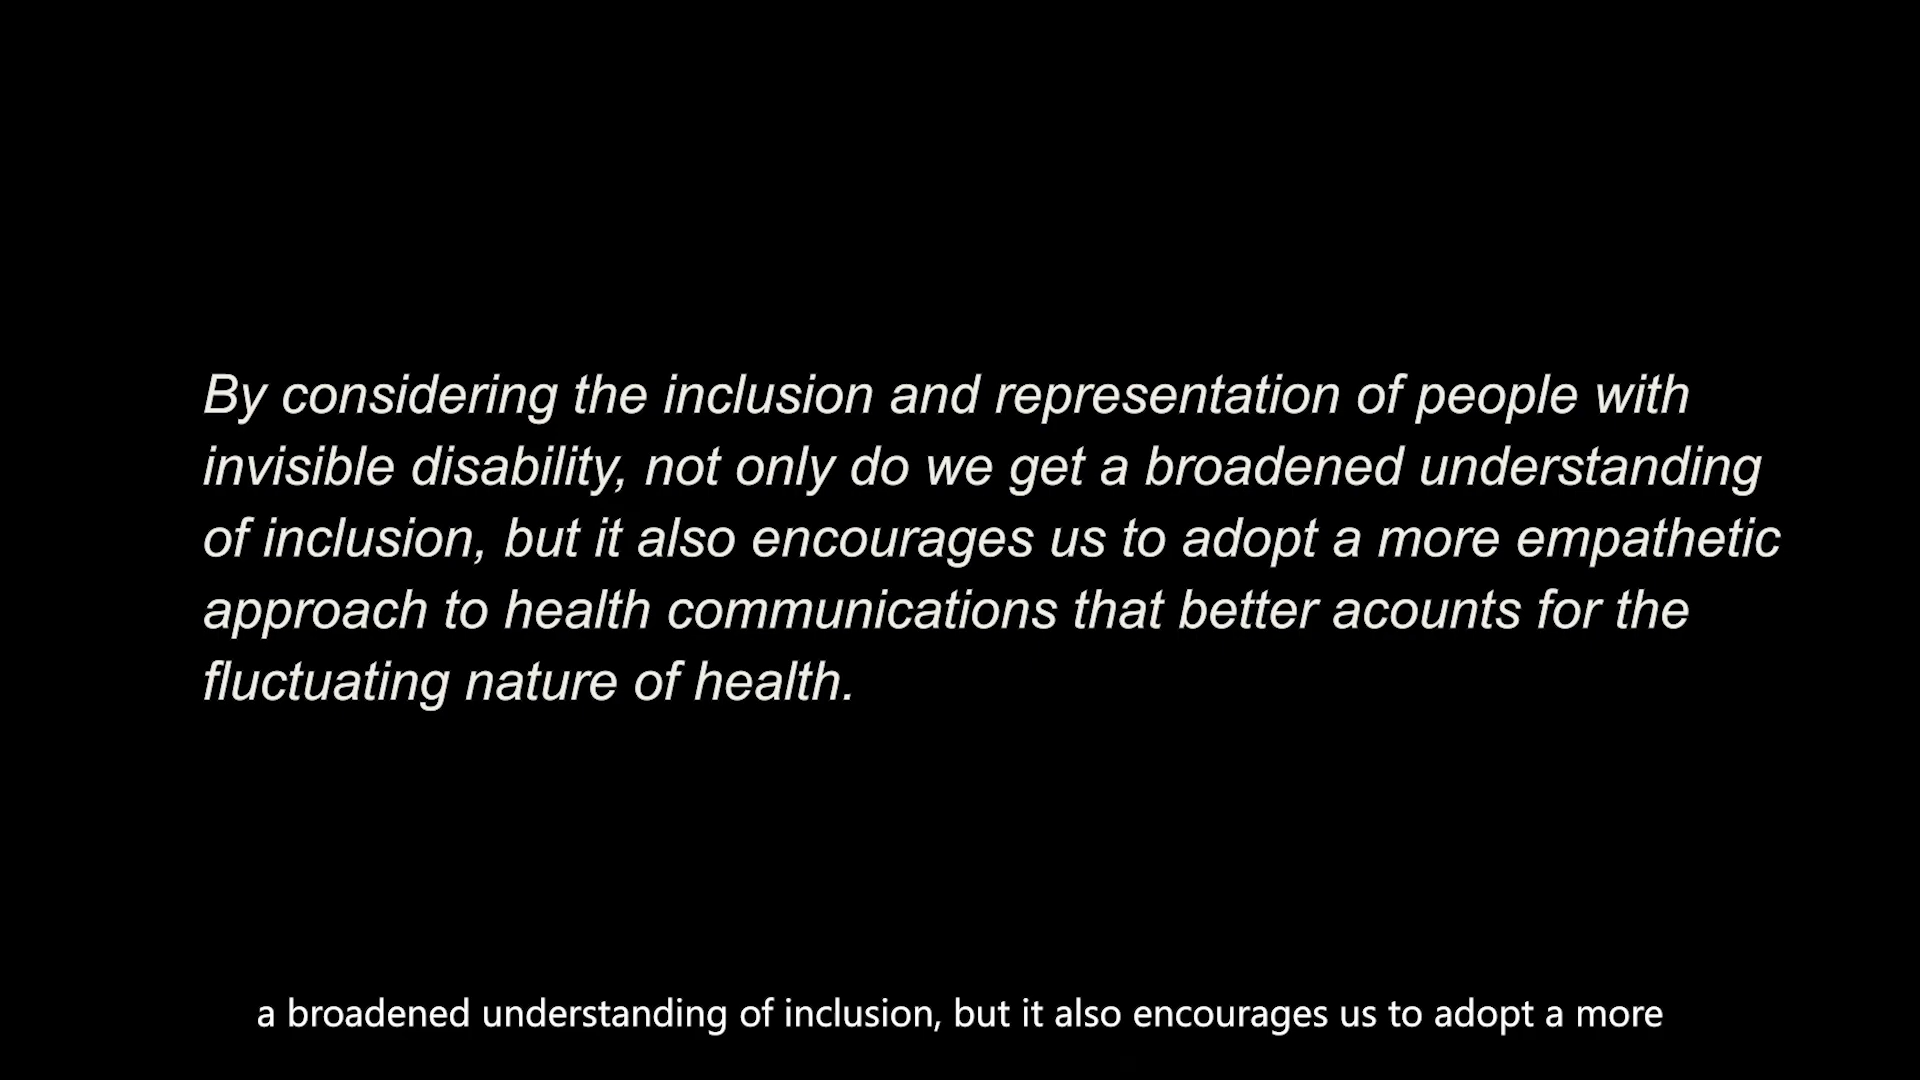 By considering the inclusion and representation of people with
invisible disability, not only do we get a broadened understanding
of inclusion, but it also encourages us to adopt a more empathetic
approach to health communications that better acounts for the
fluctuating nature of health.
a broadened understanding of inclusion, but it also encourages us to adopt a more